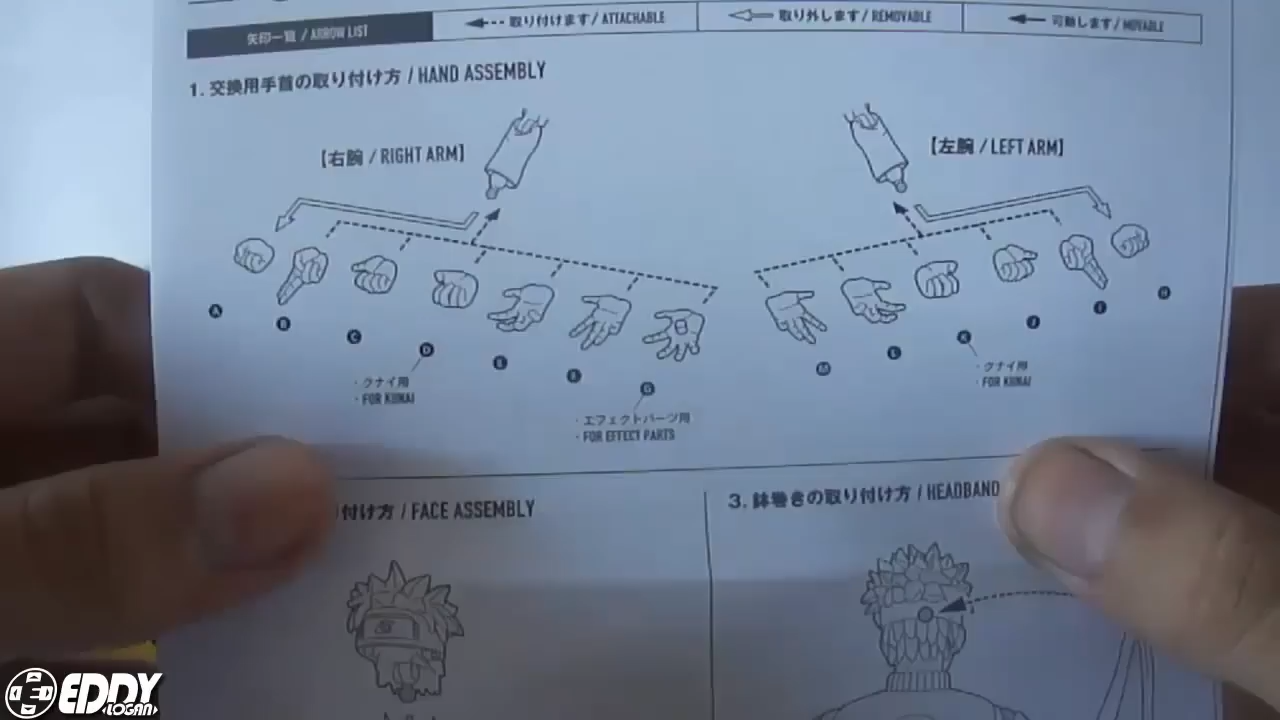 矢印一覧 / ARROW LIST
取り付けます / ATTACHABLE
取り外します / REMOVABLE
可動します / MOVABLE
1. 交換用手首の取り付け方 / HAND ASSEMBLY
【右腕 / RIGHT ARM】
【左腕 / LEFT ARM】
A
B
C
D
E
F
G
M
L
K
J
I
H
・クナイ用
・FOR KUNAI
・エフェクトパーツ用
・FOR EFFECT PARTS
・クナイ用
・FOR KUNAI
付け方 / FACE ASSEMBLY
3. 鉢巻きの取り付け方 / HEADBAND
EDDY
LOGAN